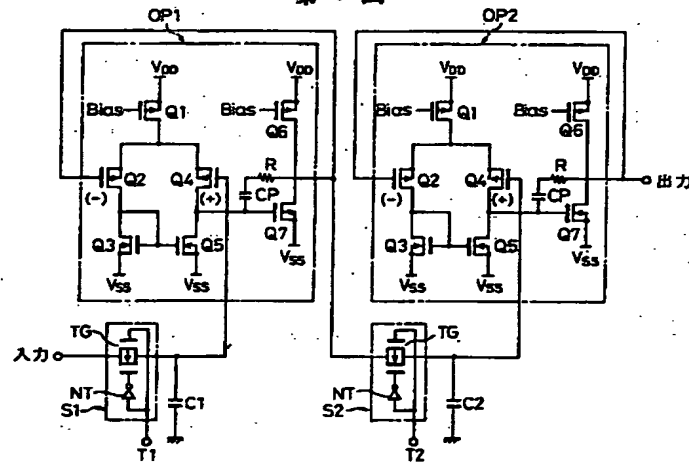 OP1 OP2
VDD VDD VDD VDD
Bias Q1 Bias Q6 Bias Q1 Bias Q6
Q2 Q4 R Q2 Q4 R 出力
(-) (+) CP (-) (+) CP
Q3 Q5 Q7 Q3 Q5 Q7
VSS VSS VSS VSS VSS VSS
TG TG
入力
NT C1 NT C2
S1 S2
T1 T2